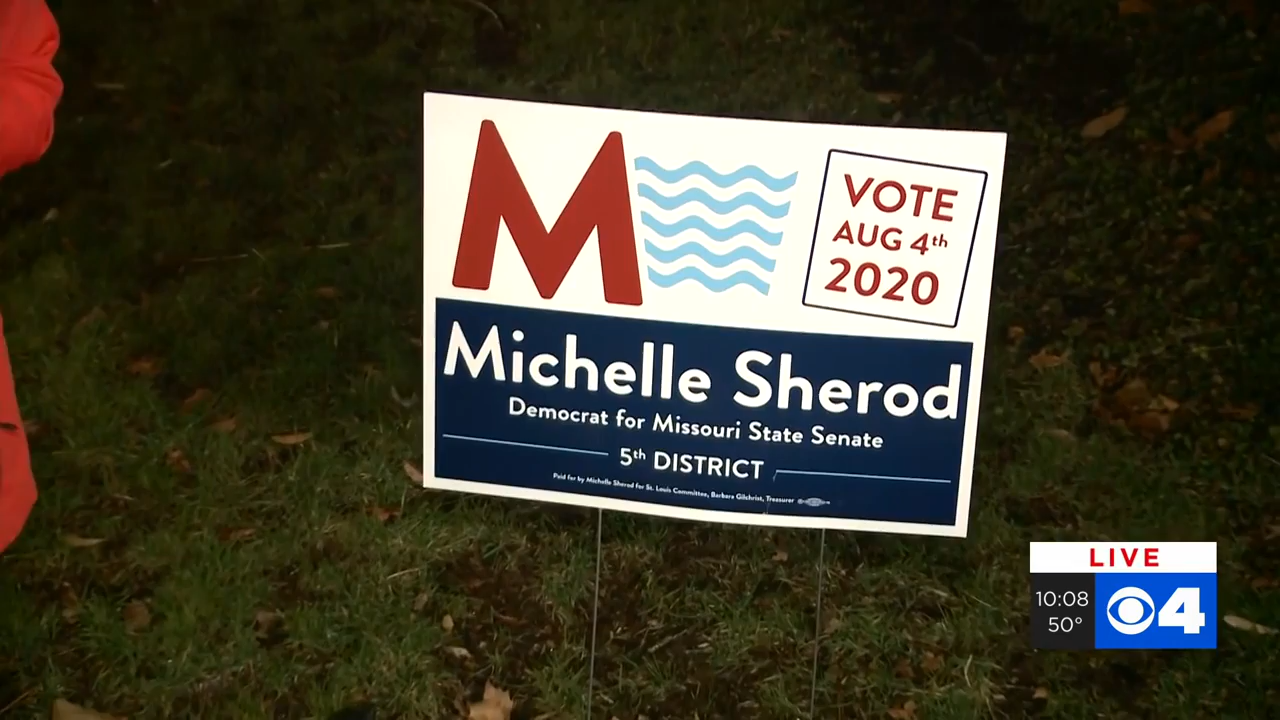 M
VOTE
AUG 4th
2020
Michelle Sherod
Democrat for Missouri State Senate
5th DISTRICT
Paid for by Michelle Sherod for St. Louis Committee, Barbara Gilchrist, Treasurer
LIVE
10:08
50°
4